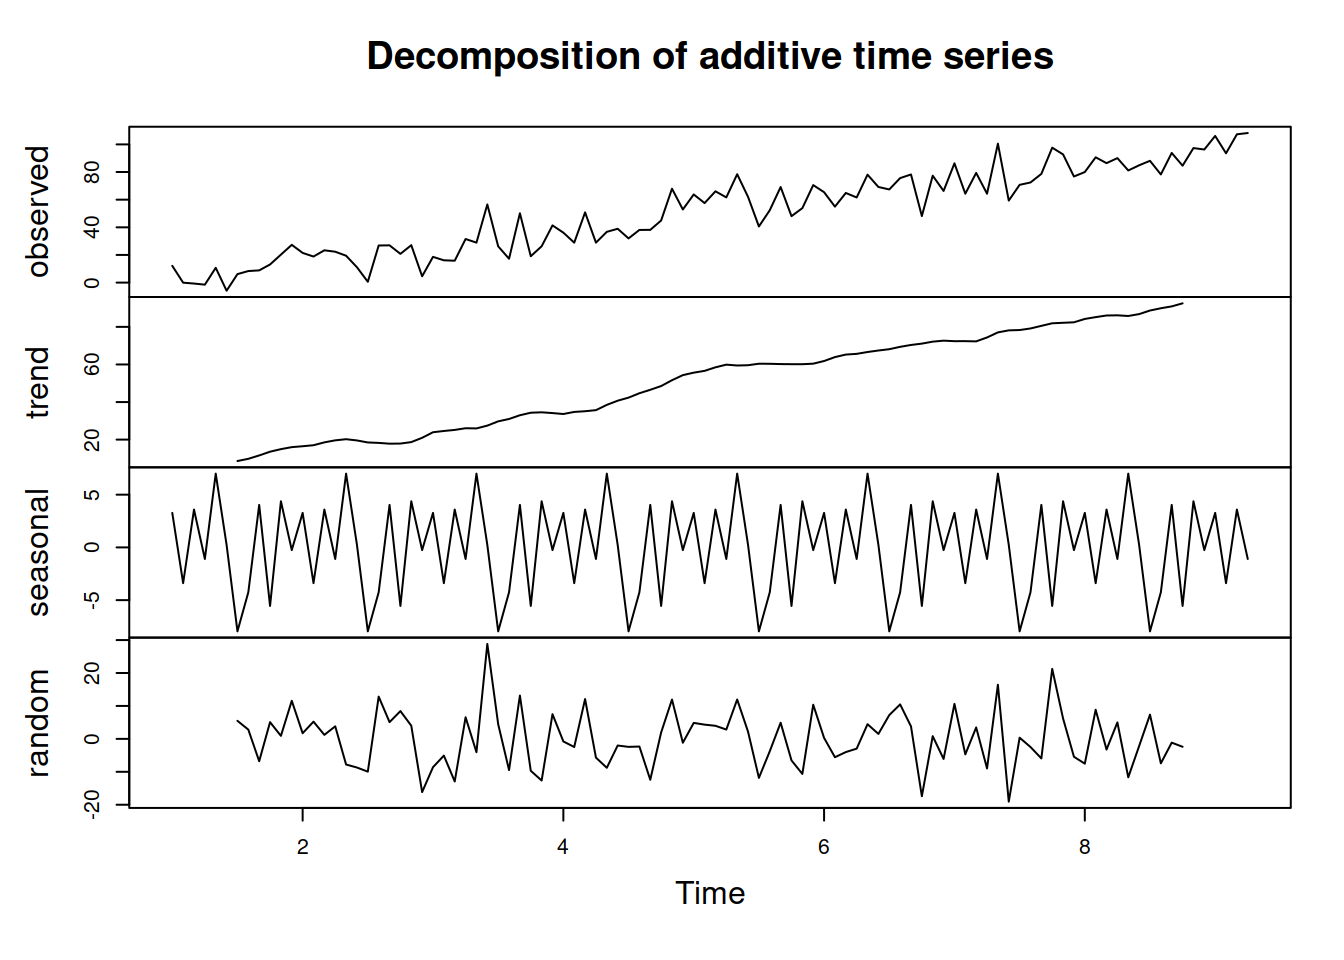 Decomposition of additive time series
observed
0 40 80
trend
20 60
seasonal
-5 0 5
random
-20 0 20
2 4 6 8
Time